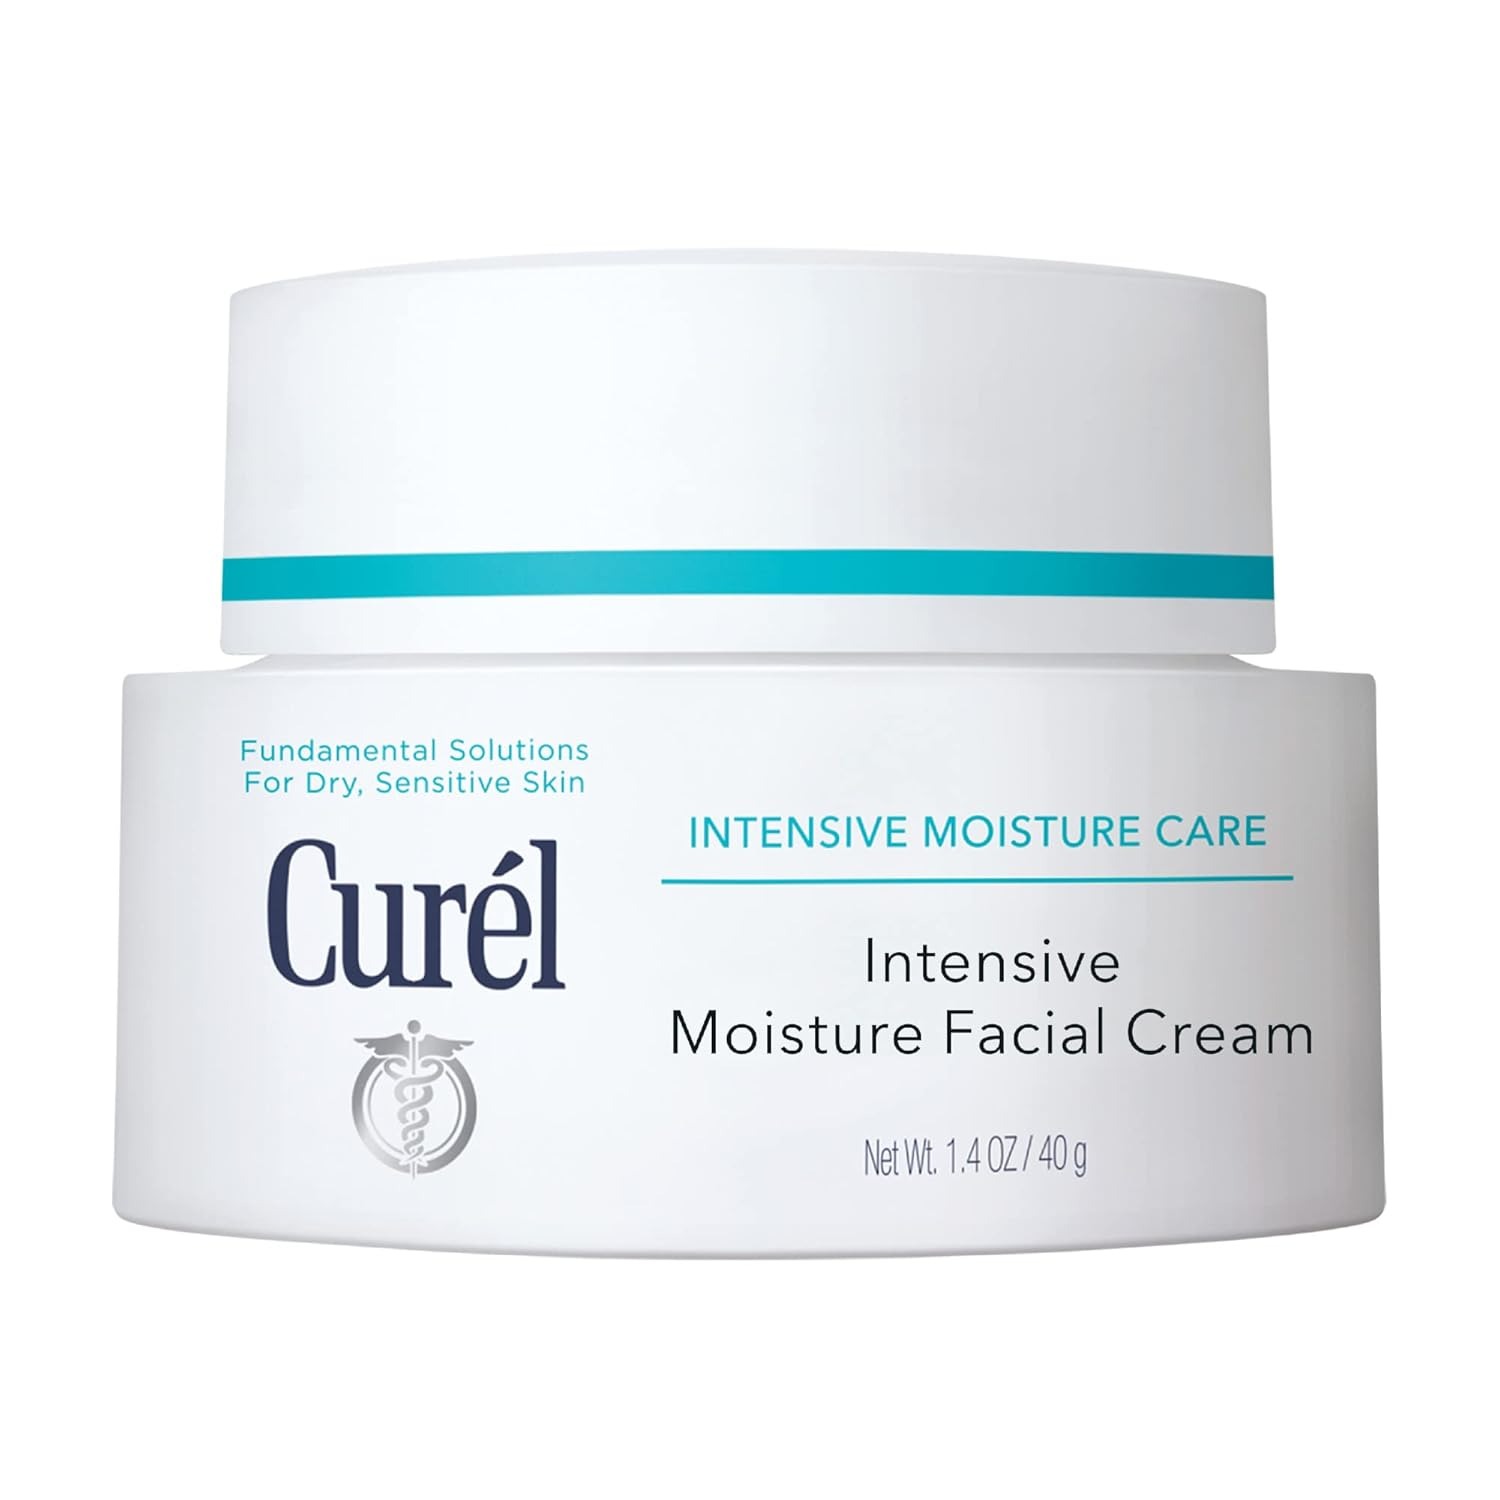 Fundamental Solutions
For Dry, Sensitive Skin
Curél
INTENSIVE MOISTURE CARE
Intensive
Moisture Facial Cream
Net Wt. 1.4 OZ / 40 g